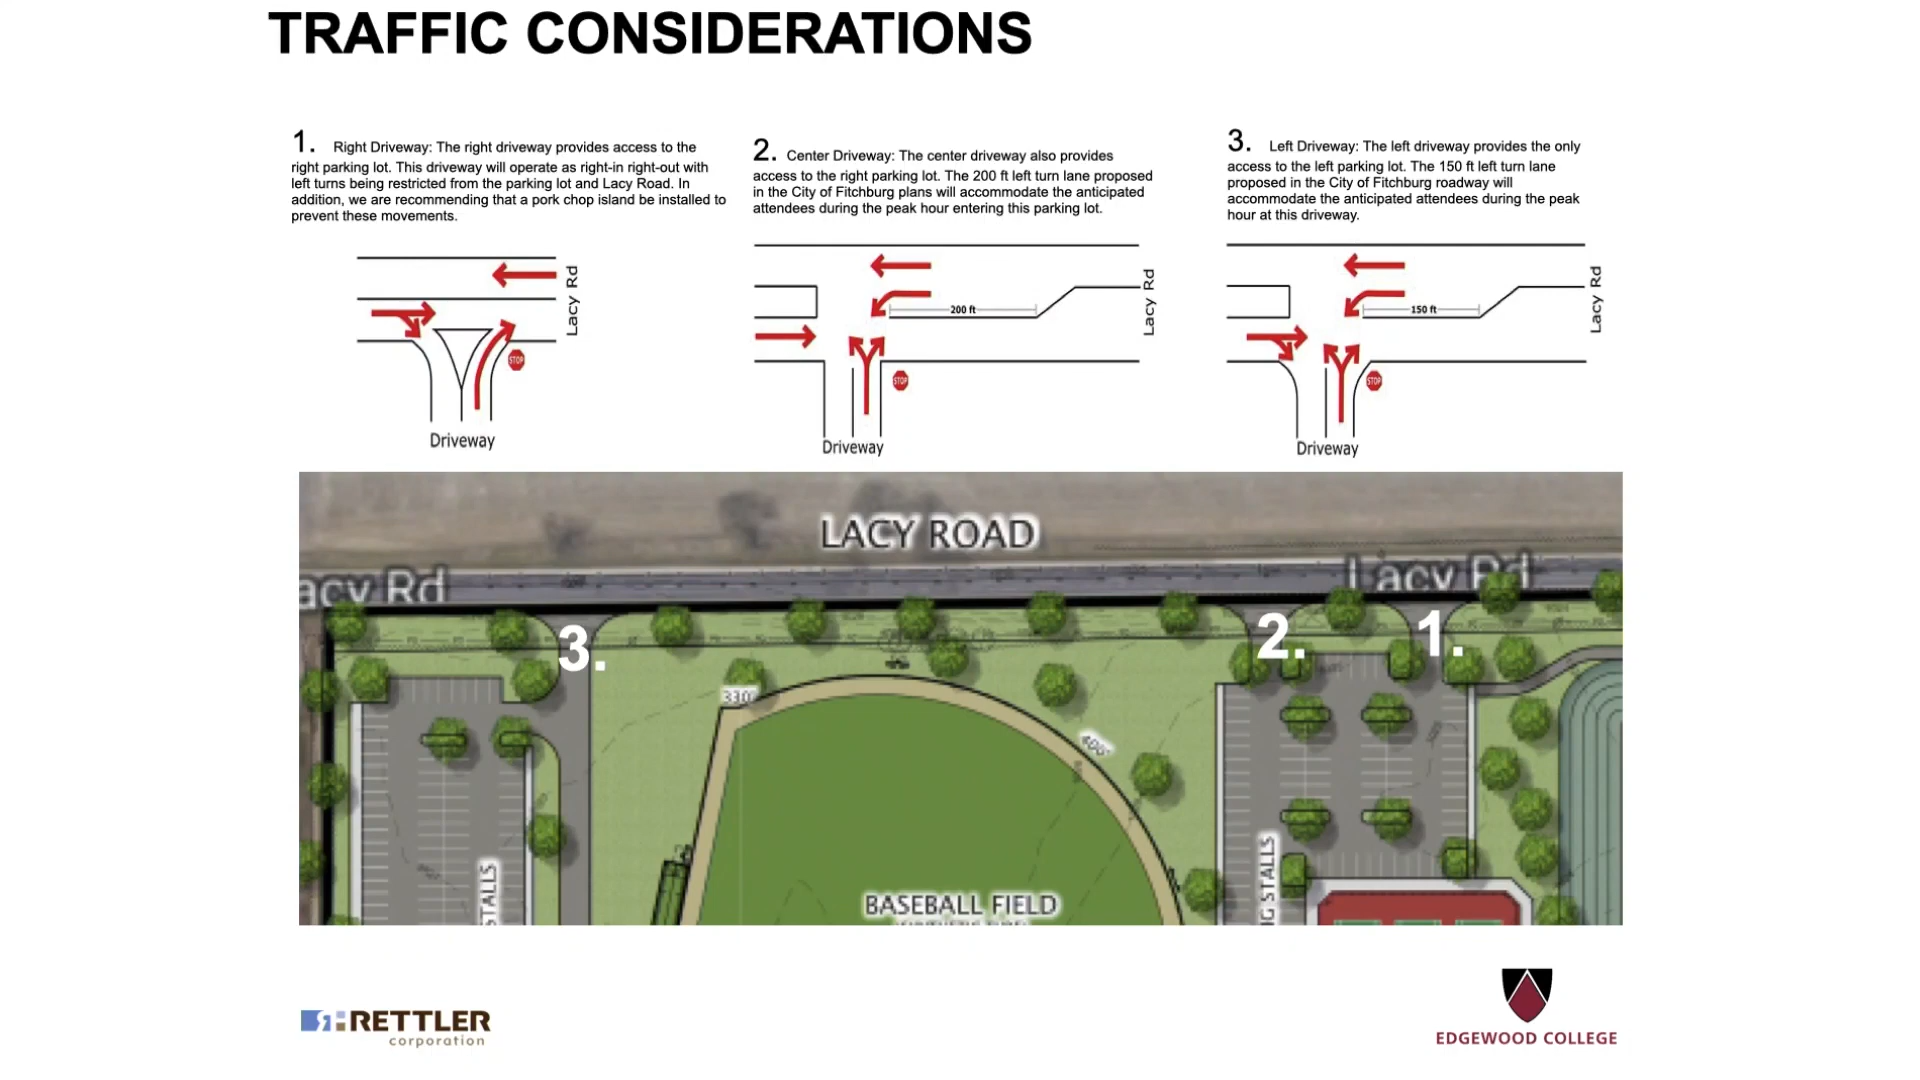 TRAFFIC CONSIDERATIONS
1. Right Driveway: The right driveway provides access to the
right parking lot. This driveway will operate as right-in right-out with
left turns being restricted from the parking lot and Lacy Road. In
addition, we are recommending that a pork chop island be installed to
prevent these movements.
2. Center Driveway: The center driveway also provides
access to the right parking lot. The 200 ft left turn lane proposed
in the City of Fitchburg plans will accommodate the anticipated
attendees during the peak hour entering this parking lot.
3. Left Driveway: The left driveway provides the only
access to the left parking lot. The 150 ft left turn lane
proposed in the City of Fitchburg roadway will
accommodate the anticipated attendees during the peak
hour at this driveway.
Lacy Rd
STOP
Driveway
200 ft
Lacy Rd
STOP
Driveway
150 ft
Lacy Rd
STOP
Driveway
LACY ROAD
acy Rd
Lacy Rd
3.
2.
1.
330'
400'
STALLS
BASEBALL FIELD
G STALLS
RETTLER
corporation
EDGEWOOD COLLEGE